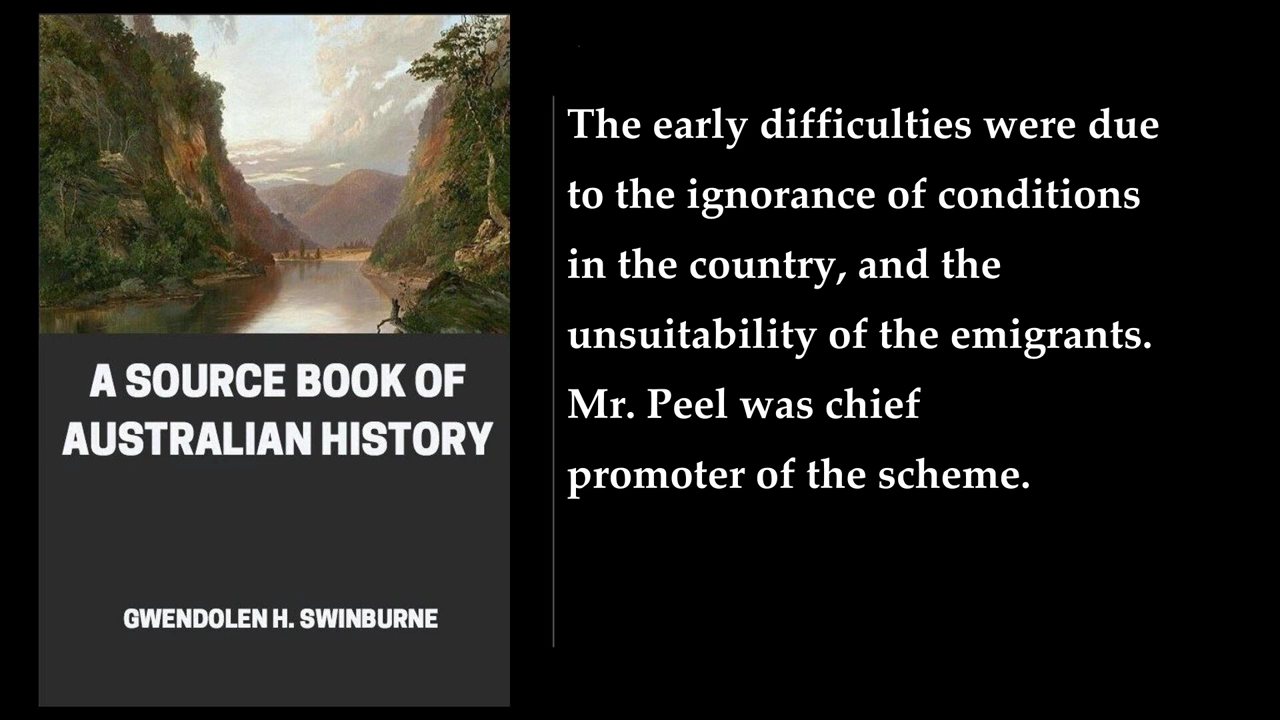 A SOURCE BOOK OF
AUSTRALIAN HISTORY
GWENDOLEN H. SWINBURNE
The early difficulties were due
to the ignorance of conditions
in the country, and the
unsuitability of the emigrants.
Mr. Peel was chief
promoter of the scheme.